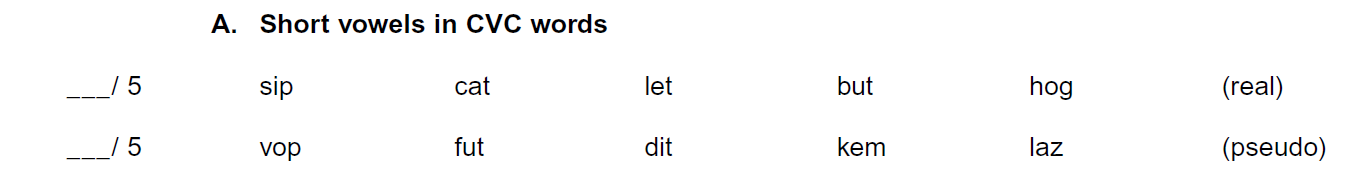 A. Short vowels in CVC words
___/ 5 sip cat let but hog (real)
___/ 5 vop fut dit kem laz (pseudo)